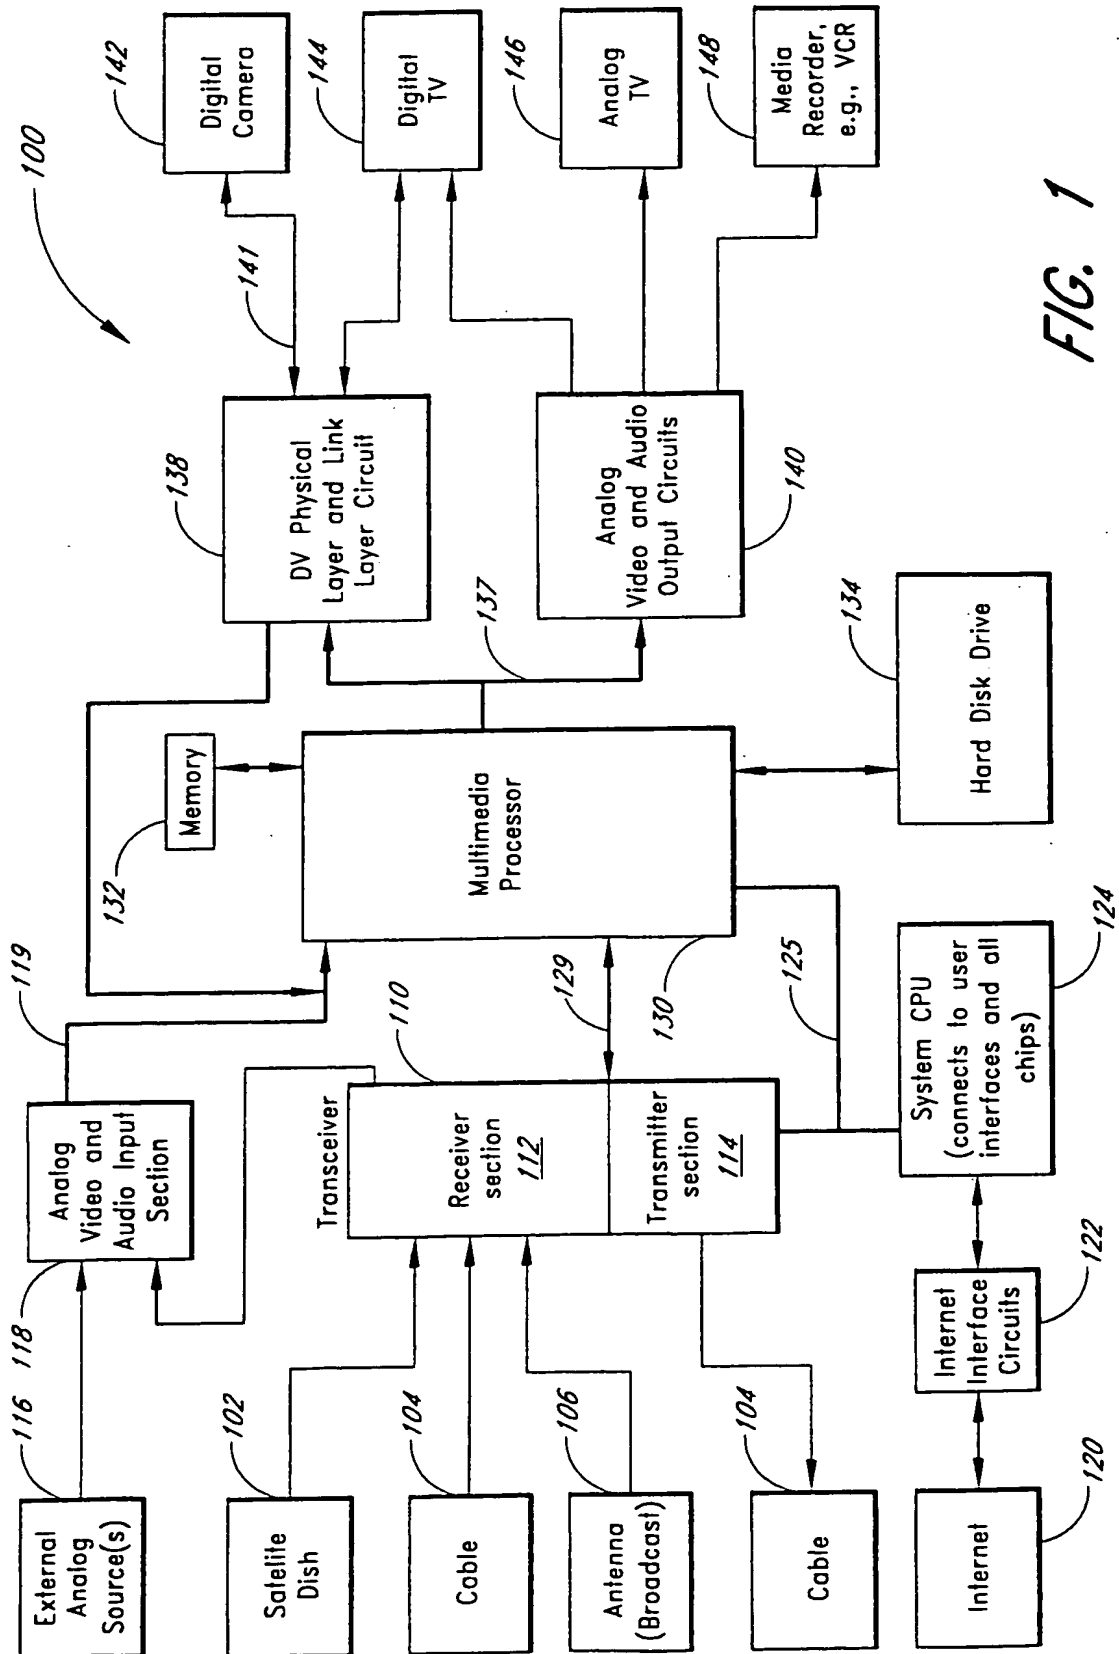 100
External
Analog
Source(s)
116
Analog
Video and
Audio Input
Section
118
119
Satelite
Dish
102
Cable
104
Antenna
(Broadcast)
106
Cable
104
Internet
120
Internet
Interface
Circuits
122
System CPU
(connects to user
interfaces and all
chips)
124
125
Transceiver
110
Receiver
section
112
Transmitter
section
114
129
Multimedia
Processor
130
Memory
132
Hard Disk Drive
134
137
DV Physical
Layer and Link
Layer Circuit
138
Analog
Video and Audio
Output Circuits
140
141
Digital
Camera
142
Digital
TV
144
Analog
TV
146
Media
Recorder,
e.g., VCR
148
FIG. 1